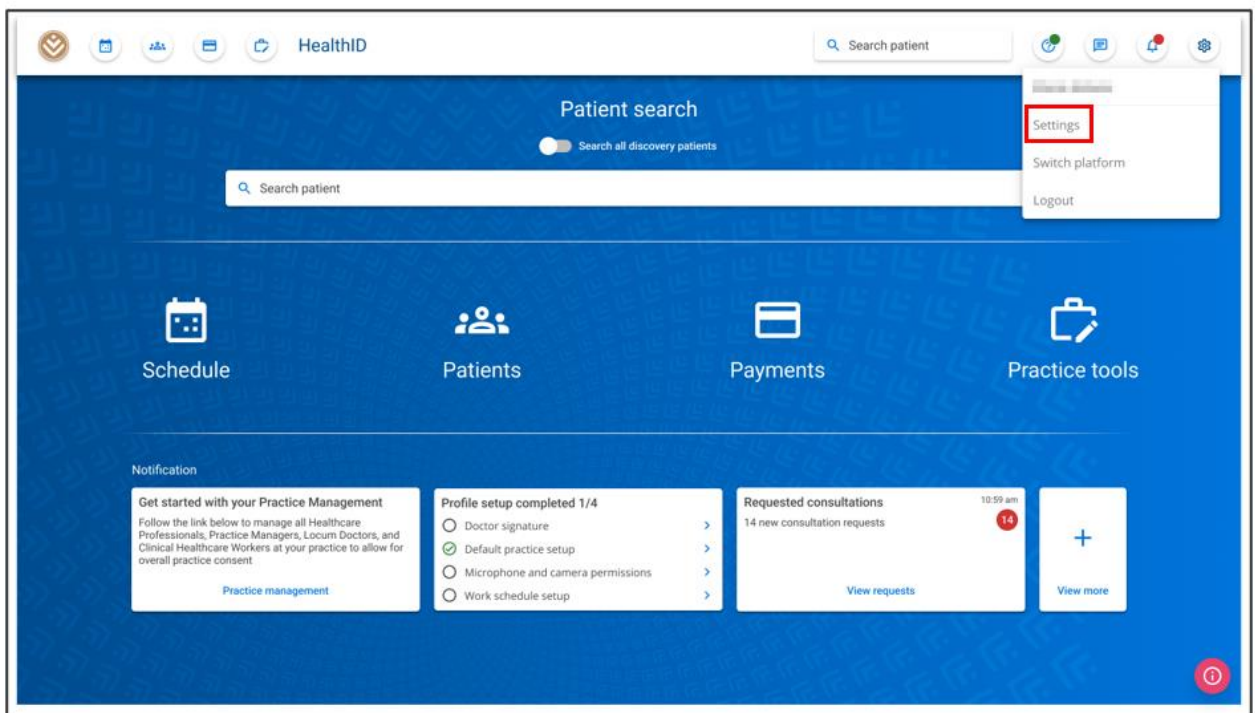 HealthID
Search patient
Settings
Switch platform
Logout
Patient search
Search all discovery patients
Search patient
Schedule
Patients
Payments
Practice tools
Notification
Get started with your Practice Management
Follow the link below to manage all Healthcare
Professionals, Practice Managers, Locum Doctors, and
Clinical Healthcare Workers at your practice to allow for
overall practice consent
Practice management
Profile setup completed 1/4
Doctor signature
Default practice setup
Microphone and camera permissions
Work schedule setup
Requested consultations
10:59 am
14 new consultation requests
14
View requests
View more